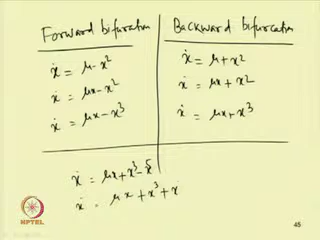 Forward bifurcation Backward bifurcation
ẋ = μ - x² ẋ = μ + x²
ẋ = μx - x² ẋ = μx + x²
ẋ = μx - x³ ẋ = μx + x³
ẋ = μx + x³ - x⁵
ẋ = μx + x³ + x
NPTEL
45